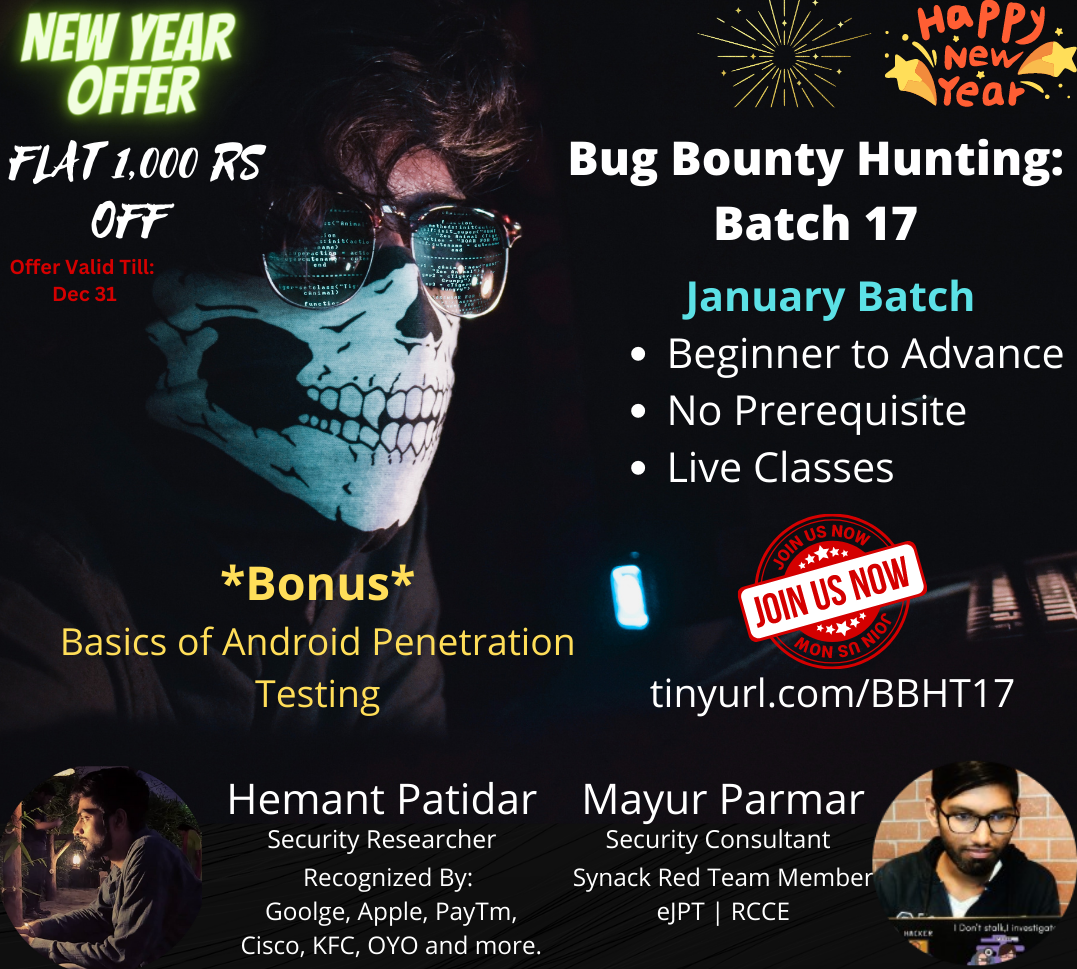 NEW YEAR
OFFER
FLAT 1,000 RS
OFF
Offer Valid Till:
Dec 31
Happy
New
Year
Bug Bounty Hunting:
Batch 17
January Batch
• Beginner to Advance
• No Prerequisite
• Live Classes
JOIN US NOW
JOIN US NOW
JOIN US NOW
tinyurl.com/BBHT17
*Bonus*
Basics of Android Penetration
Testing
Hemant Patidar
Security Researcher
Recognized By:
Goolge, Apple, PayTm,
Cisco, KFC, OYO and more.
Mayur Parmar
Security Consultant
Synack Red Team Member
eJPT | RCCE
HACKER
I Don't stalk,I investigate